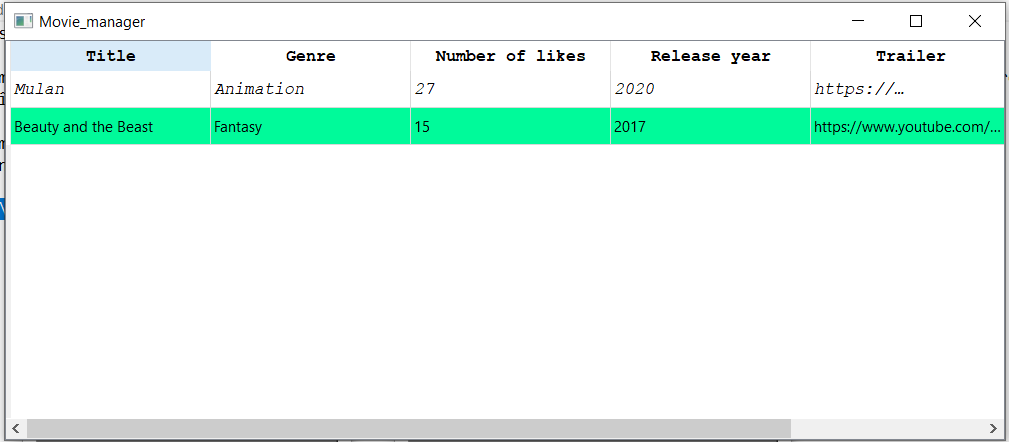 Movie_manager
Title Genre Number of likes Release year Trailer
Mulan Animation 27 2020 https://…
Beauty and the Beast Fantasy 15 2017 https://www.youtube.com/...